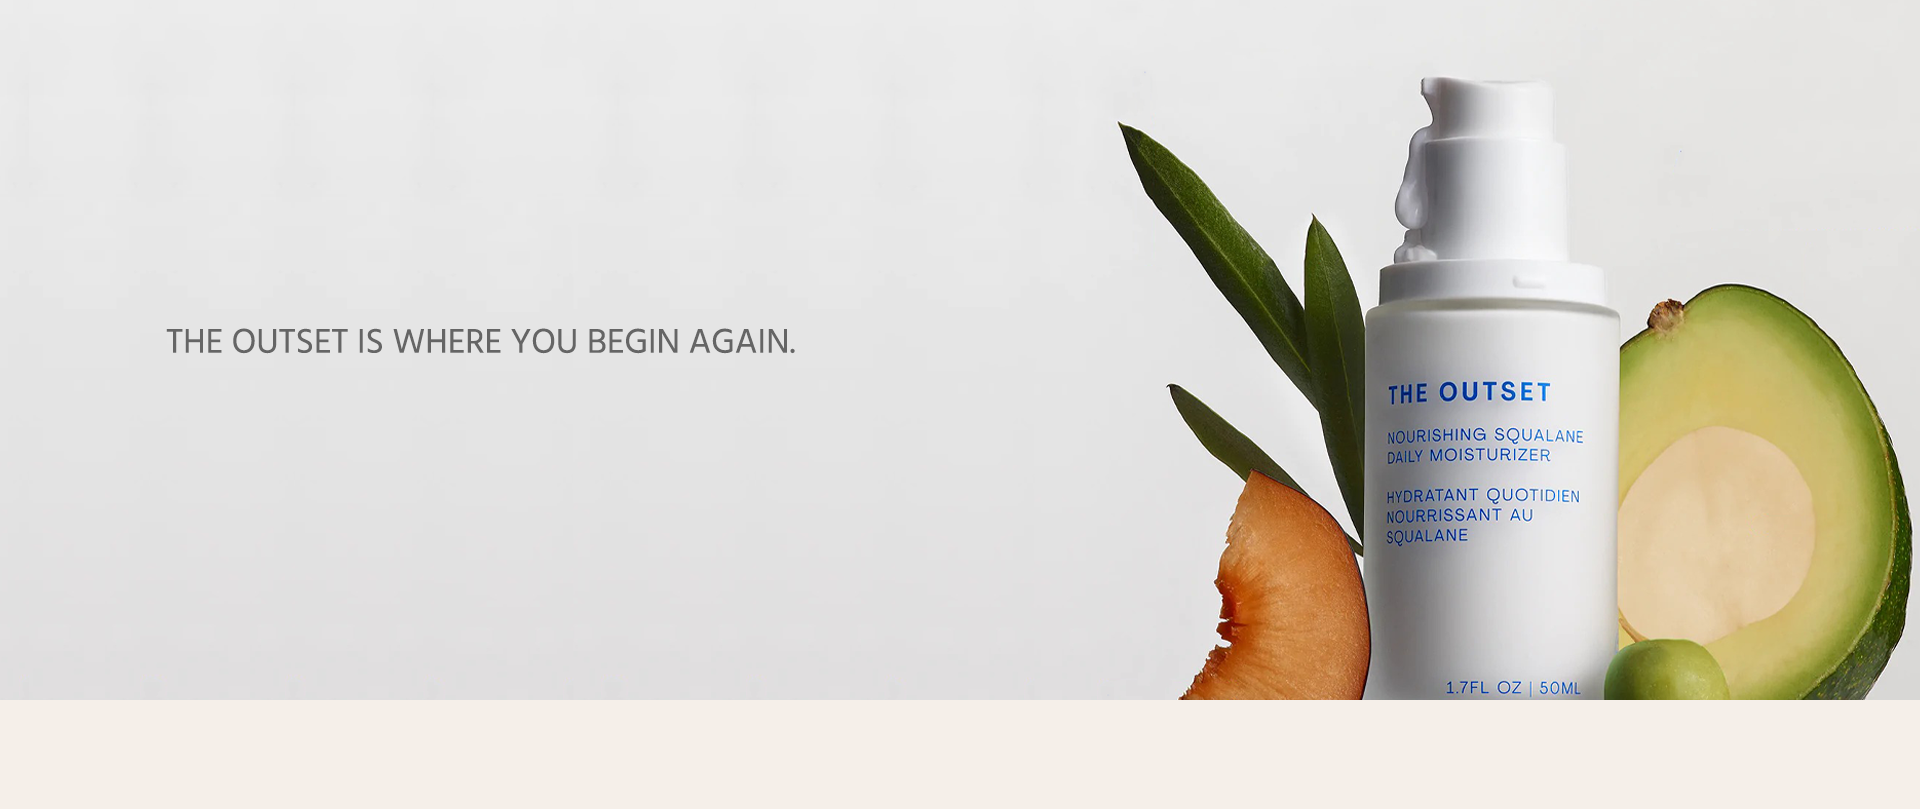 THE OUTSET IS WHERE YOU BEGIN AGAIN.
THE OUTSET
NOURISHING SQUALANE
DAILY MOISTURIZER
HYDRATANT QUOTIDIEN
NOURRISSANT AU
SQUALANE
1.7FL OZ | 50ML